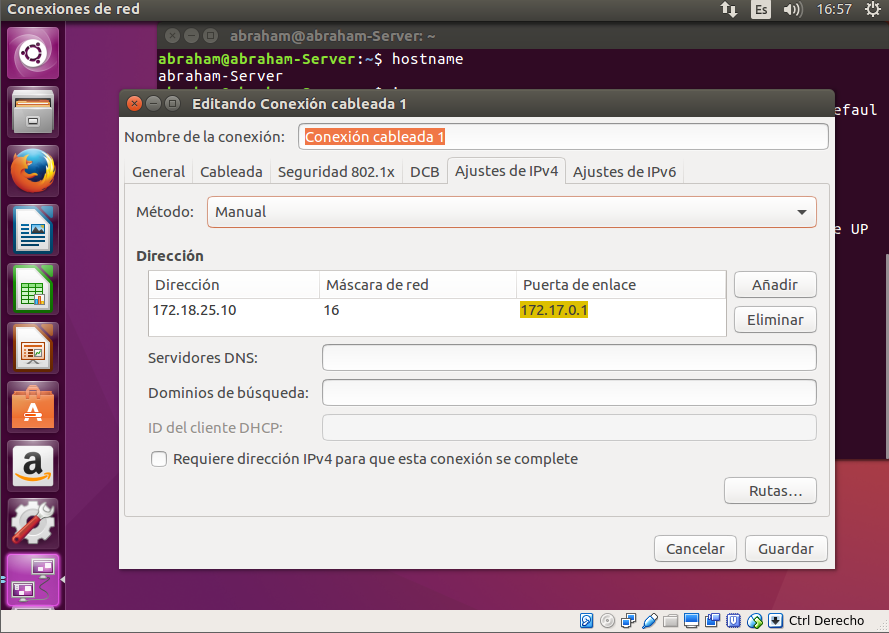 Conexiones de red
Es
16:57
abraham@abraham-Server: ~
abraham@abraham-Server:~$ hostname
abraham-Server
Editando Conexión cableada 1
efaul
Nombre de la conexión: Conexión cableada 1
General Cableada Seguridad 802.1x DCB Ajustes de IPv4 Ajustes de IPv6
Método: Manual
e UP
Dirección
Dirección Máscara de red Puerta de enlace Añadir
172.18.25.10 16 172.17.0.1
Eliminar
Servidores DNS:
Dominios de búsqueda:
ID del cliente DHCP:
Requiere dirección IPv4 para que esta conexión se complete
Rutas…
Cancelar Guardar
Ctrl Derecho